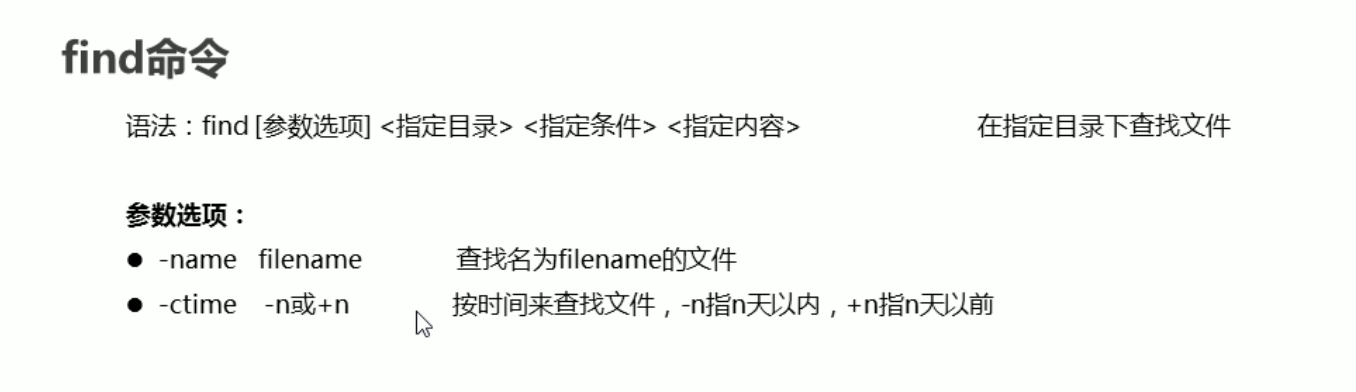 find命令
语法：find [参数选项] <指定目录> <指定条件> <指定内容> 在指定目录下查找文件
参数选项：
● -name filename 查找名为filename的文件
● -ctime -n或+n 按时间来查找文件，-n指n天以内，+n指n天以前